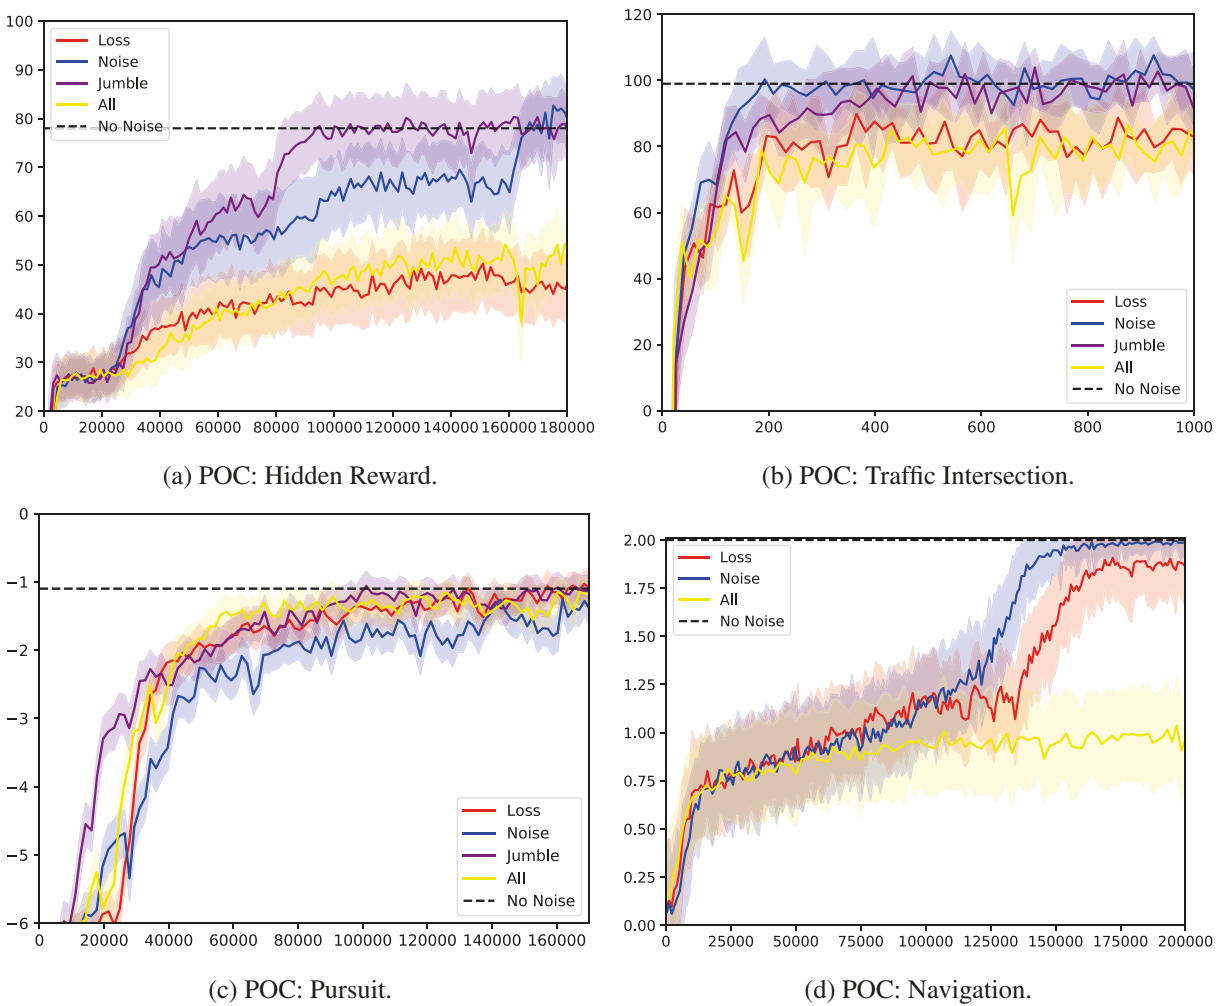 100
90
80
70
60
50
40
30
20
0 20000 40000 60000 80000 100000 120000 140000 160000 180000
Loss
Noise
Jumble
All
No Noise
(a) POC: Hidden Reward.
120
100
80
60
40
20
0
0 200 400 600 800 1000
Loss
Noise
Jumble
All
No Noise
(b) POC: Traffic Intersection.
0
−1
−2
−3
−4
−5
−6
0 20000 40000 60000 80000 100000 120000 140000 160000
Loss
Noise
Jumble
All
No Noise
(c) POC: Pursuit.
2.00
1.75
1.50
1.25
1.00
0.75
0.50
0.25
0.00
0 25000 50000 75000 100000 125000 150000 175000 200000
Loss
Noise
All
No Noise
(d) POC: Navigation.